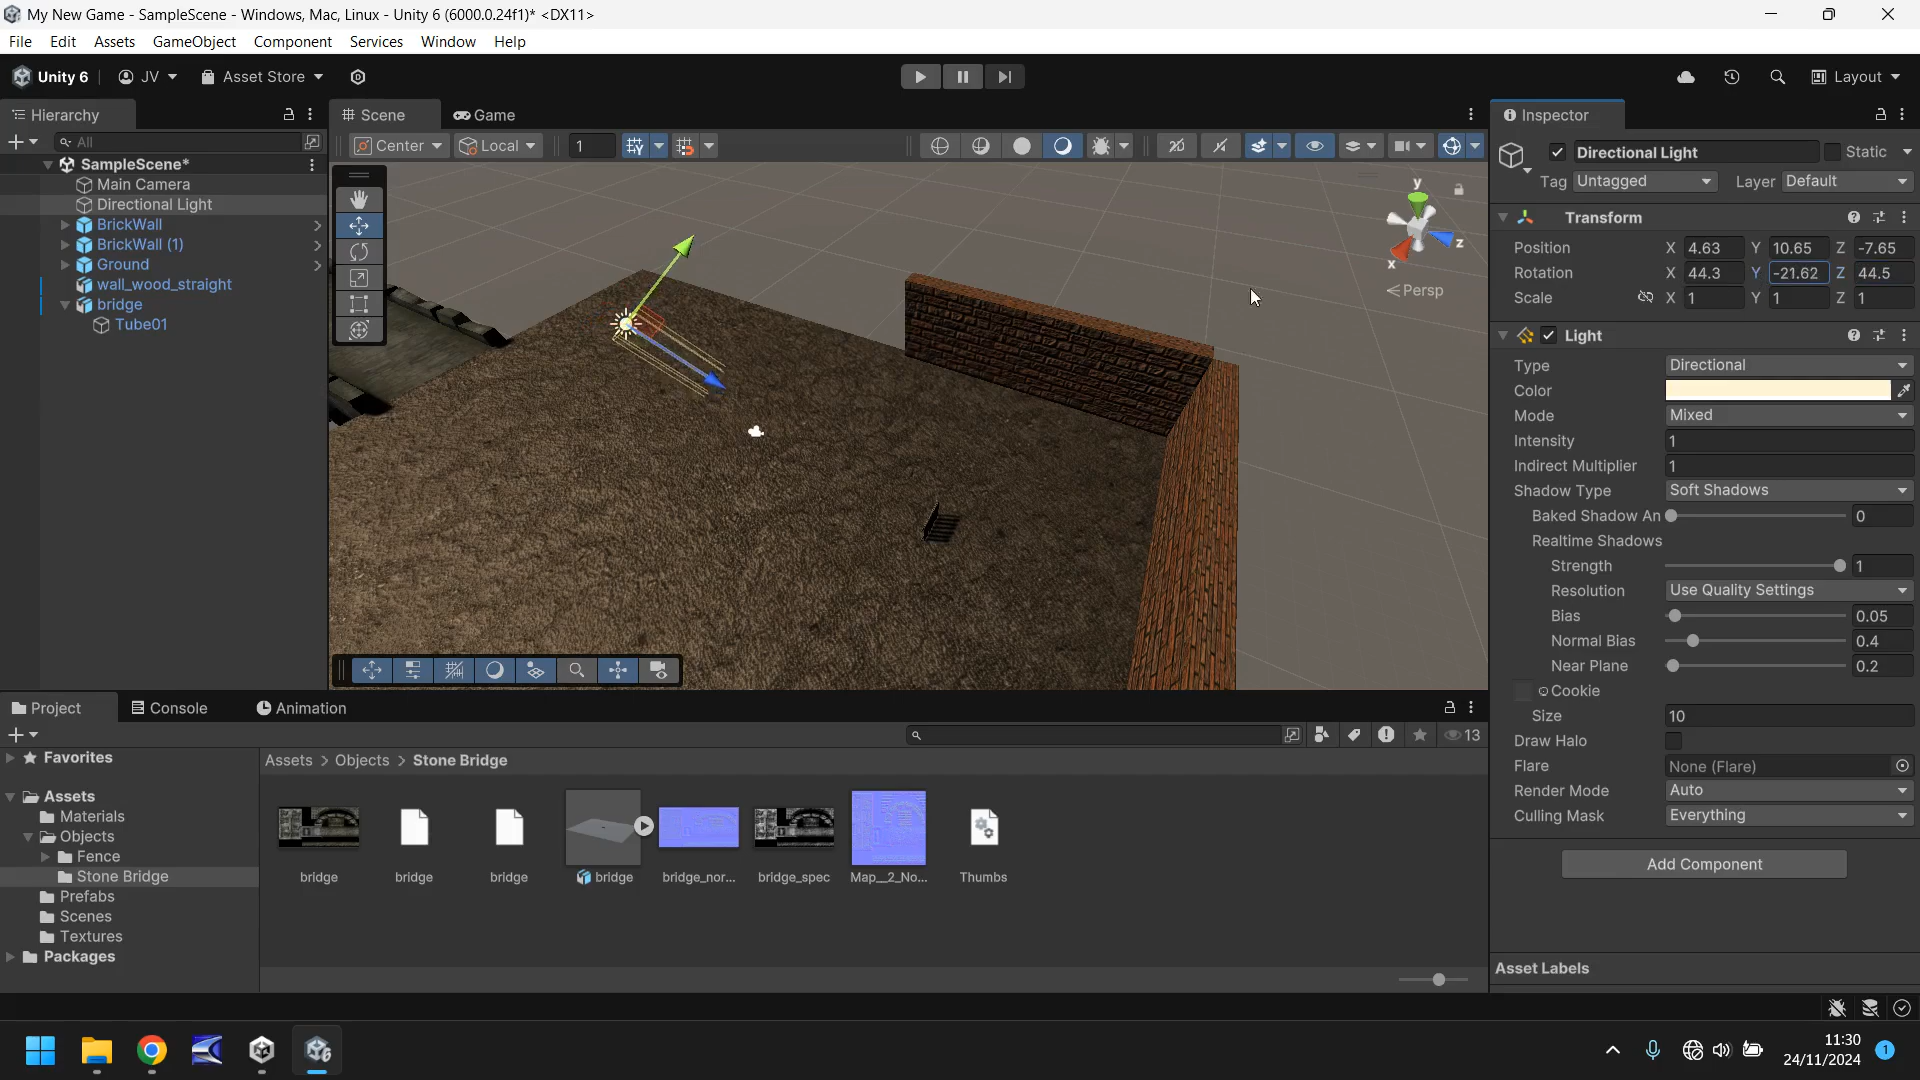 My New Game - SampleScene - Windows, Mac, Linux - Unity 6 (6000.0.24f1)* <DX11>
File Edit Assets GameObject Component Services Window Help
Unity 6 JV Asset Store Layout
Hierarchy Scene Game Inspector
All Center Local 1
SampleScene*
Main Camera
Directional Light
BrickWall
BrickWall (1)
Ground
wall_wood_straight
bridge
Tube01
y
z
x
Persp
Directional Light Static
Tag Untagged Layer Default
Transform
Position X 4.63 Y 10.65 Z -7.65
Rotation X 44.3 Y -21.62 Z 44.5
Scale X 1 Y 1 Z 1
Light
Type Directional
Color
Mode Mixed
Intensity 1
Indirect Multiplier 1
Shadow Type Soft Shadows
Baked Shadow An 0
Realtime Shadows
Strength 1
Resolution Use Quality Settings
Bias 0.05
Normal Bias 0.4
Near Plane 0.2
Cookie
Size 10
Draw Halo
Flare None (Flare)
Render Mode Auto
Culling Mask Everything
Add Component
Asset Labels
Project Console Animation
13
Favorites
Assets
Materials
Objects
Fence
Stone Bridge
Prefabs
Scenes
Textures
Packages
Assets > Objects > Stone Bridge
bridge bridge bridge bridge bridge_nor... bridge_spec Map__2_No... Thumbs
6
11:30
24/11/2024
1